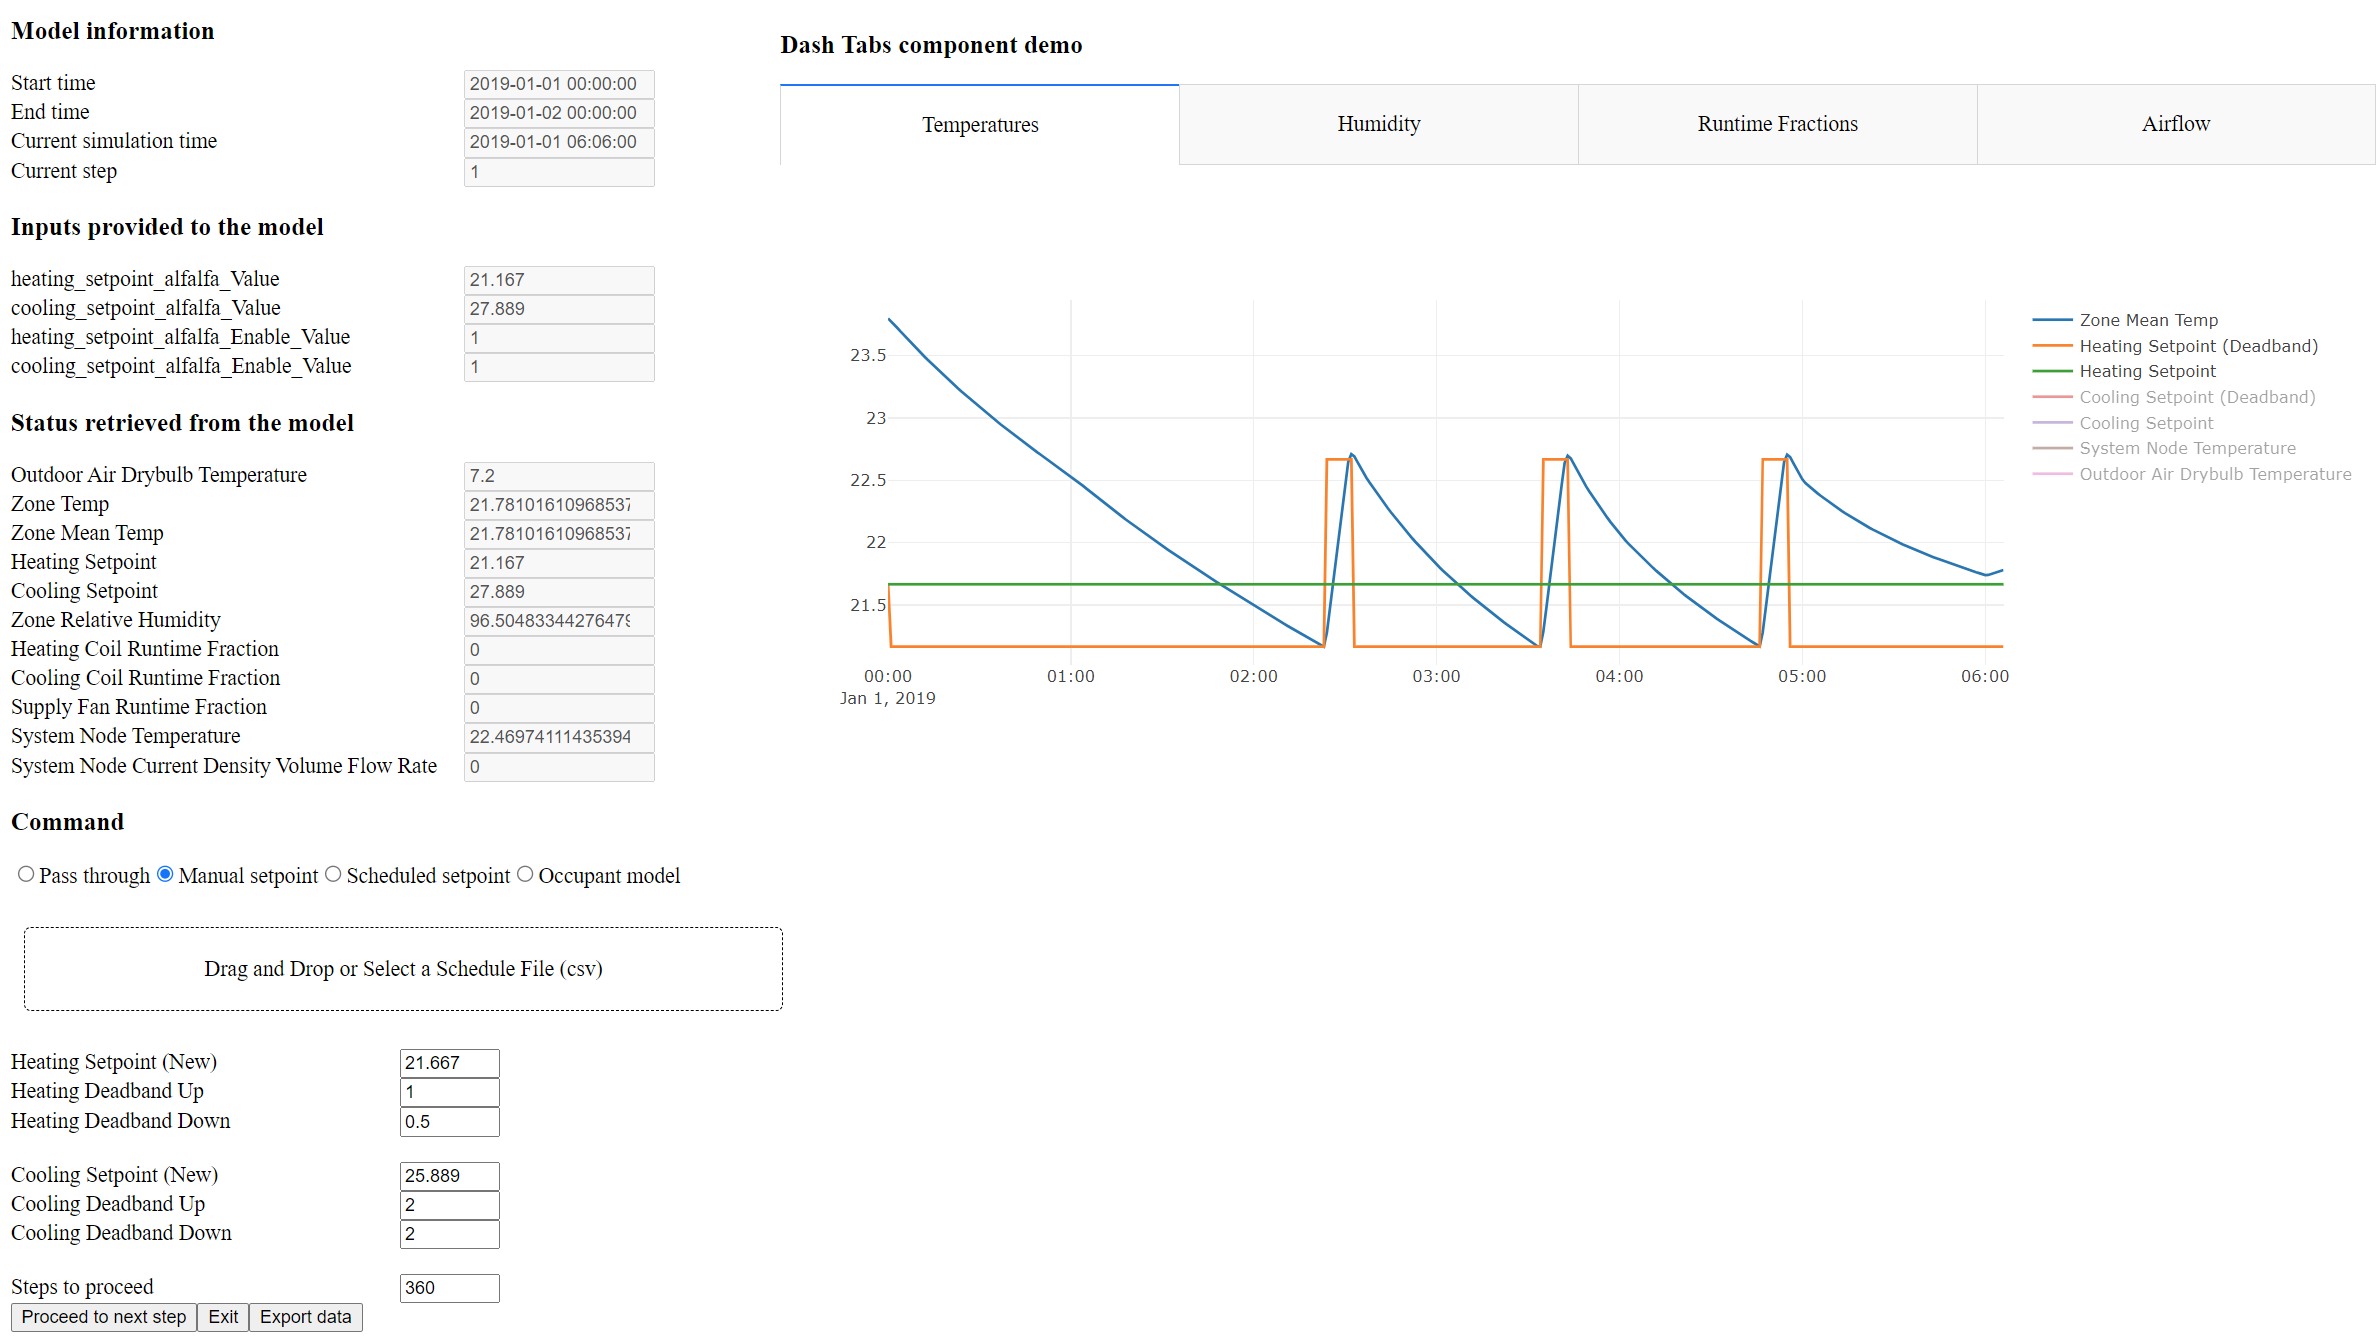 Model information
Start time 2019-01-01 00:00:00
End time 2019-01-02 00:00:00
Current simulation time 2019-01-01 06:06:00
Current step 1
Inputs provided to the model
heating_setpoint_alfalfa_Value 21.167
cooling_setpoint_alfalfa_Value 27.889
heating_setpoint_alfalfa_Enable_Value 1
cooling_setpoint_alfalfa_Enable_Value 1
Status retrieved from the model
Outdoor Air Drybulb Temperature 7.2
Zone Temp 21.78101610968537
Zone Mean Temp 21.78101610968537
Heating Setpoint 21.167
Cooling Setpoint 27.889
Zone Relative Humidity 96.50483344276479
Heating Coil Runtime Fraction 0
Cooling Coil Runtime Fraction 0
Supply Fan Runtime Fraction 0
System Node Temperature 22.46974111435394
System Node Current Density Volume Flow Rate 0
Command
Pass through Manual setpoint Scheduled setpoint Occupant model
Drag and Drop or Select a Schedule File (csv)
Heating Setpoint (New) 21.667
Heating Deadband Up 1
Heating Deadband Down 0.5
Cooling Setpoint (New) 25.889
Cooling Deadband Up 2
Cooling Deadband Down 2
Steps to proceed 360
Proceed to next step Exit Export data
Dash Tabs component demo
Temperatures Humidity Runtime Fractions Airflow
23.5
23
22.5
22
21.5
00:00 01:00 02:00 03:00 04:00 05:00 06:00
Jan 1, 2019
Zone Mean Temp
Heating Setpoint (Deadband)
Heating Setpoint
Cooling Setpoint (Deadband)
Cooling Setpoint
System Node Temperature
Outdoor Air Drybulb Temperature